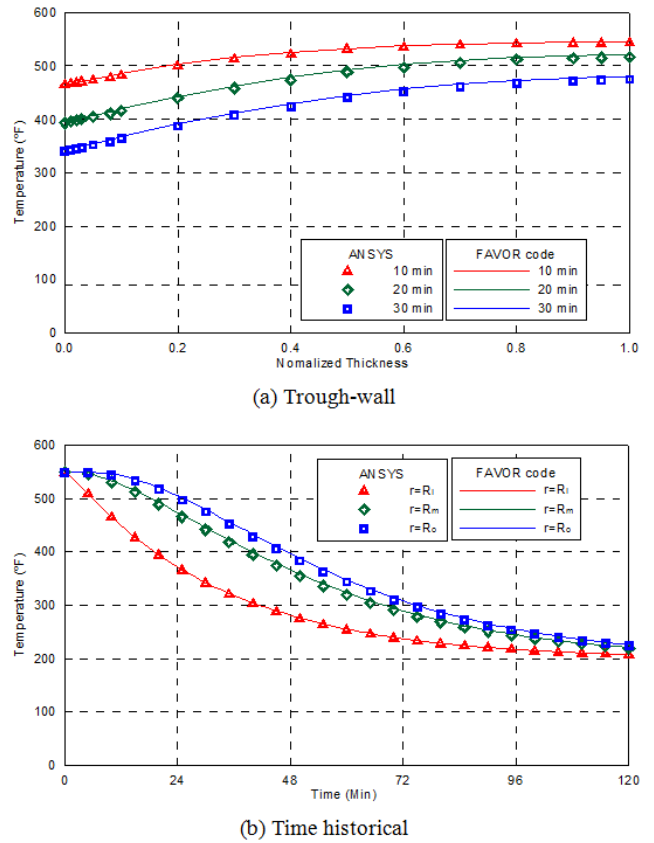 600
500
400
300
200
100
0
Temperature (°F)
ANSYS
10 min
20 min
30 min
FAVOR code
10 min
20 min
30 min
0.0 0.2 0.4 0.6 0.8 1.0
Nomalized Thickness
(a) Trough-wall
600
500
400
300
200
100
0
Temperature (°F)
ANSYS
r=Ri
r=Rm
r=Ro
FAVOR code
r=Ri
r=Rm
r=Ro
0 24 48 72 96 120
Time (Min)
(b) Time historical